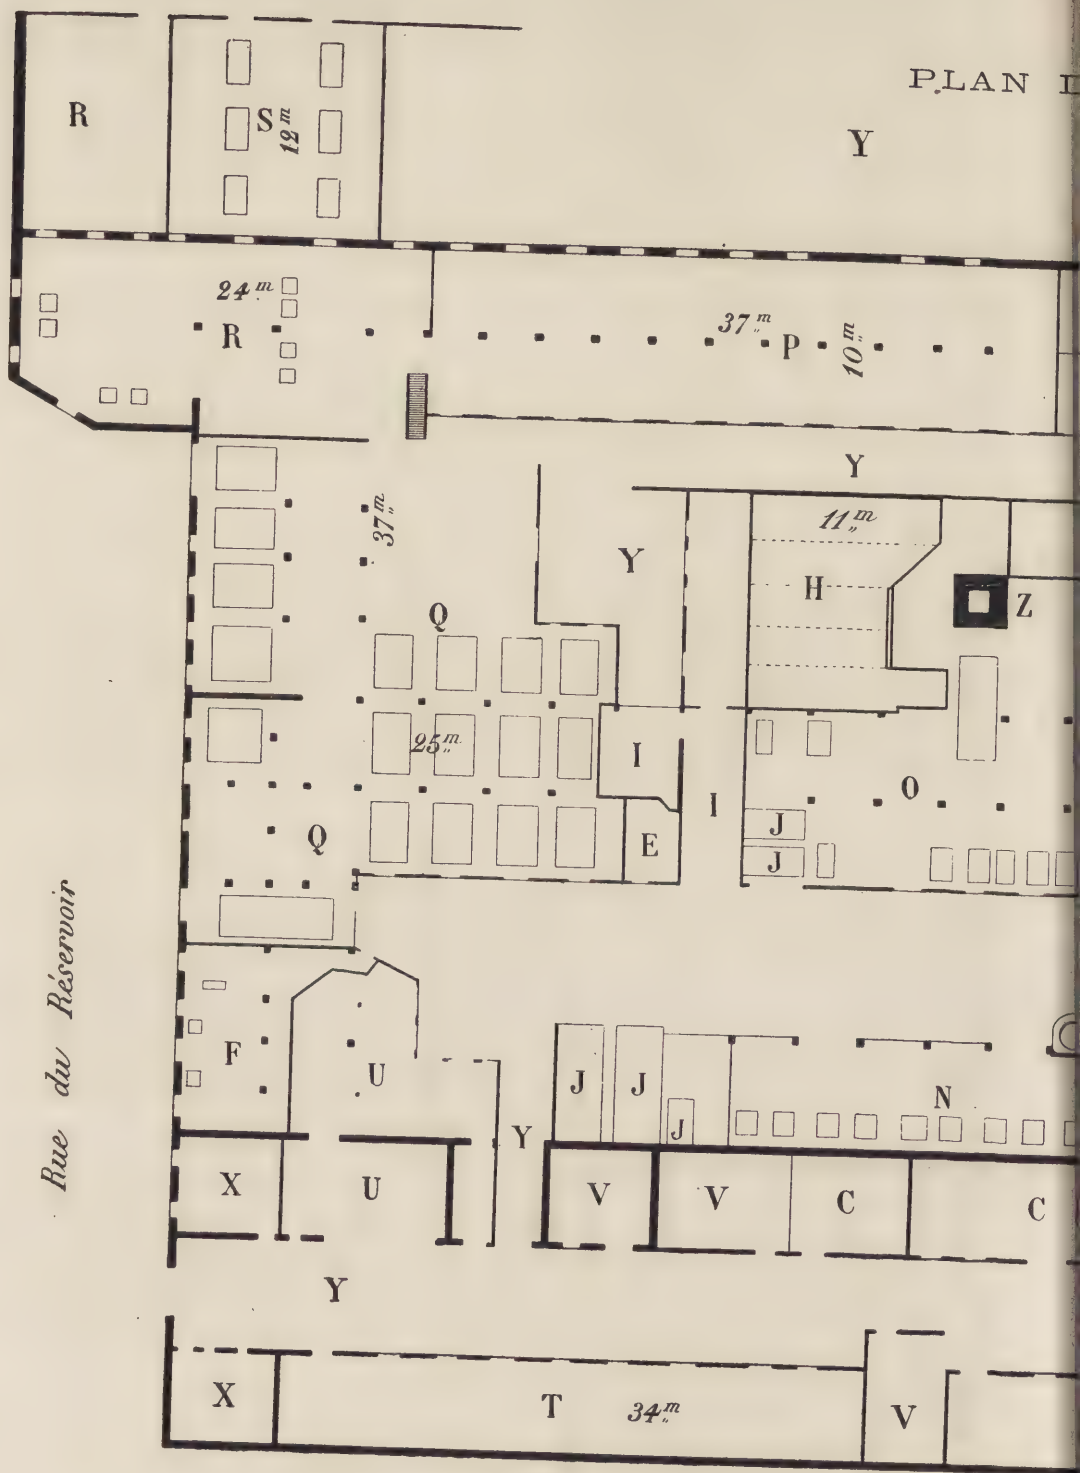 PLAN D
R
S
12m
Y
24m
R
37m
P
10m
Y
37m
11m
Y
H
Z
Q
25m
I
O
I
J
Q
E
J
Rue du Réservoir
F
U
J
J
N
J
Y
X
U
V
V
C
C
Y
X
T
34m
V